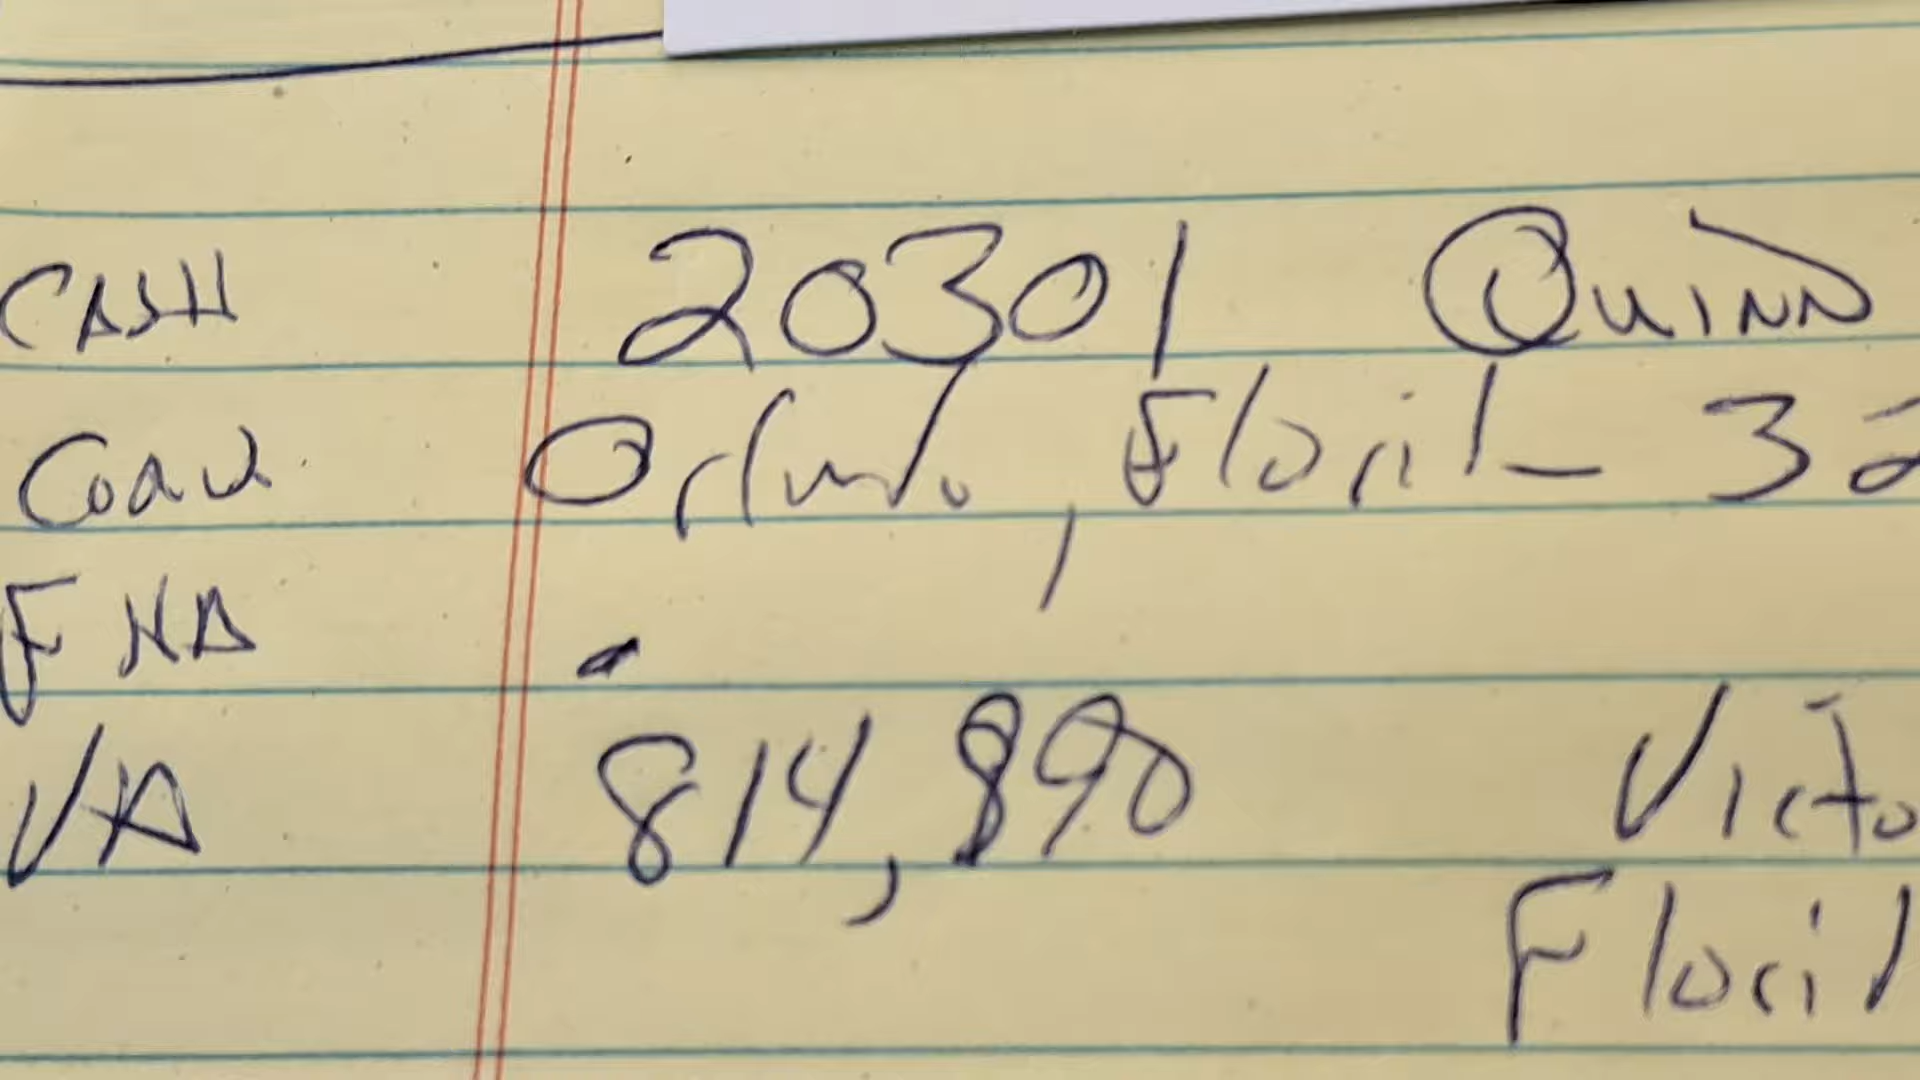 CASH 20301 Quinn
Conv Orlando, Florida 32
FHA
VA 814,890 Victo
Florid